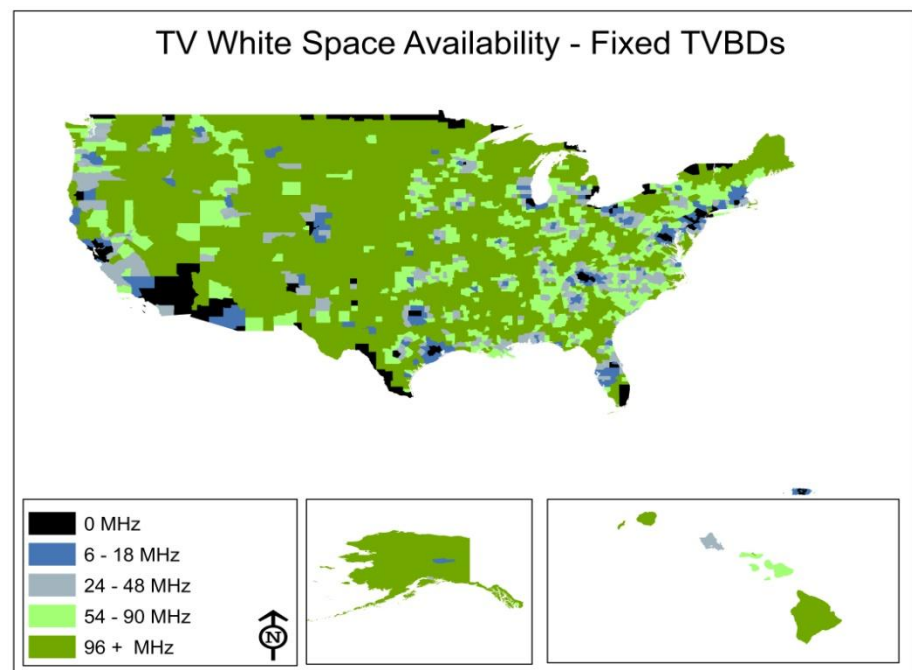 TV White Space Availability - Fixed TVBDs
0 MHz
6 - 18 MHz
24 - 48 MHz
54 - 90 MHz
96 + MHz
N